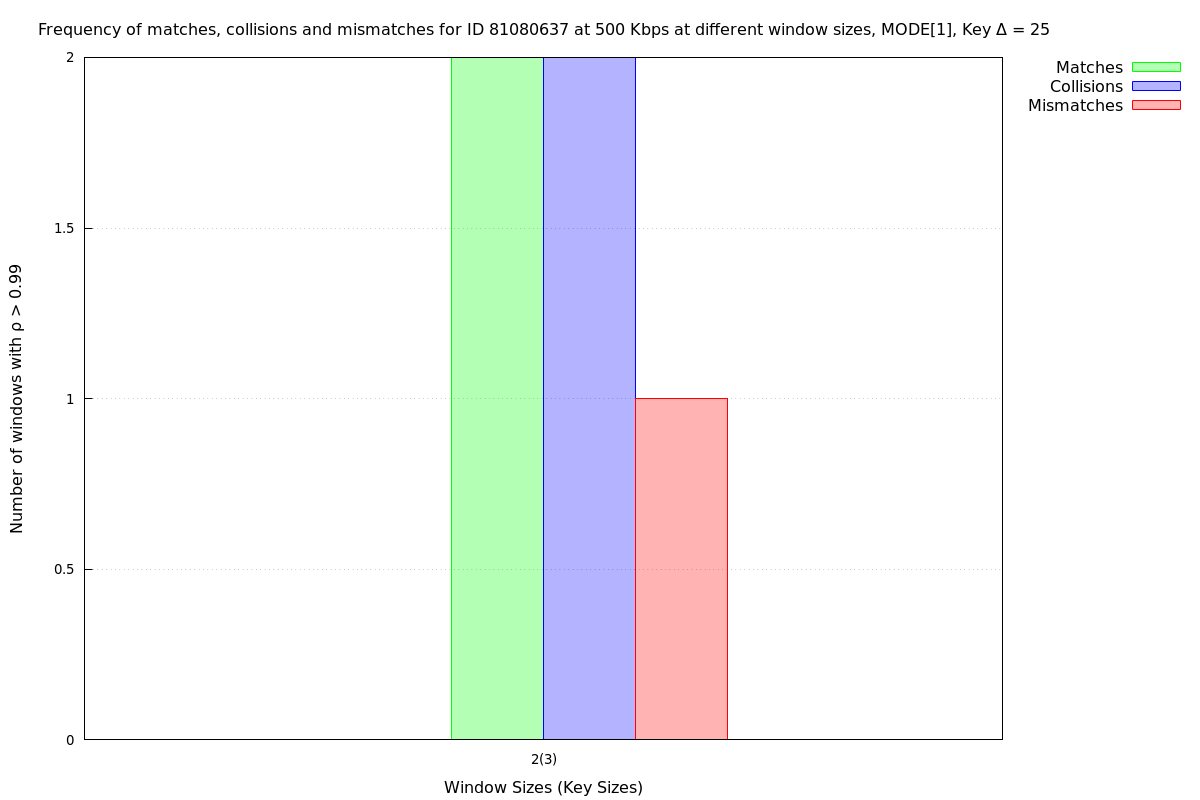 Frequency of matches, collisions and mismatches for ID 81080637 at 500 Kbps at different window sizes, MODE[1], Key Δ = 25
Matches
Collisions
Mismatches
2
1.5
1
0.5
0
Number of windows with ρ > 0.99
2(3)
Window Sizes (Key Sizes)